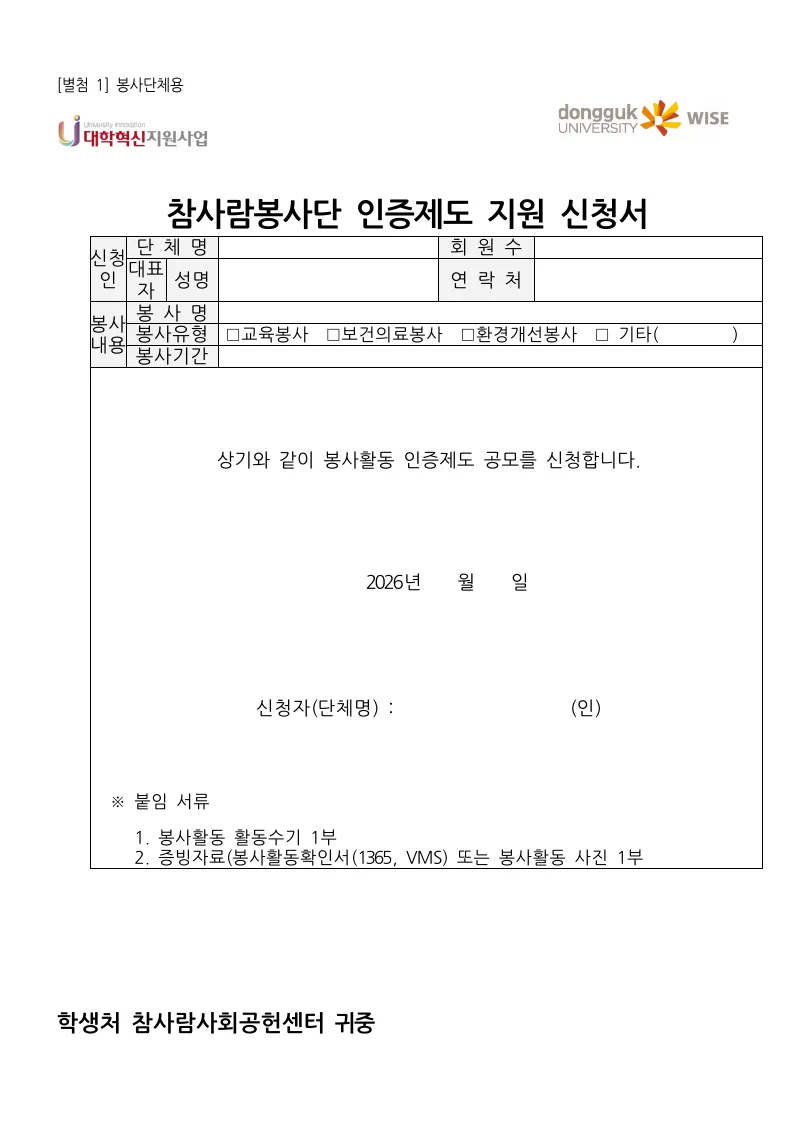 [별첨 1] 봉사단체용
University Innovation
대학혁신지원사업
dongguk
UNIVERSITY
WISE
참사람봉사단 인증제도 지원 신청서
신청인
단 체 명
회 원 수
대표자
성명
연 락 처
봉사내용
봉 사 명
봉사유형
□교육봉사 □보건의료봉사 □환경개선봉사 □ 기타( )
봉사기간
상기와 같이 봉사활동 인증제도 공모를 신청합니다.
2026년 월 일
신청자(단체명) : (인)
※ 붙임 서류
1. 봉사활동 활동수기 1부
2. 증빙자료(봉사활동확인서(1365, VMS) 또는 봉사활동 사진 1부
학생처 참사람사회공헌센터 귀중